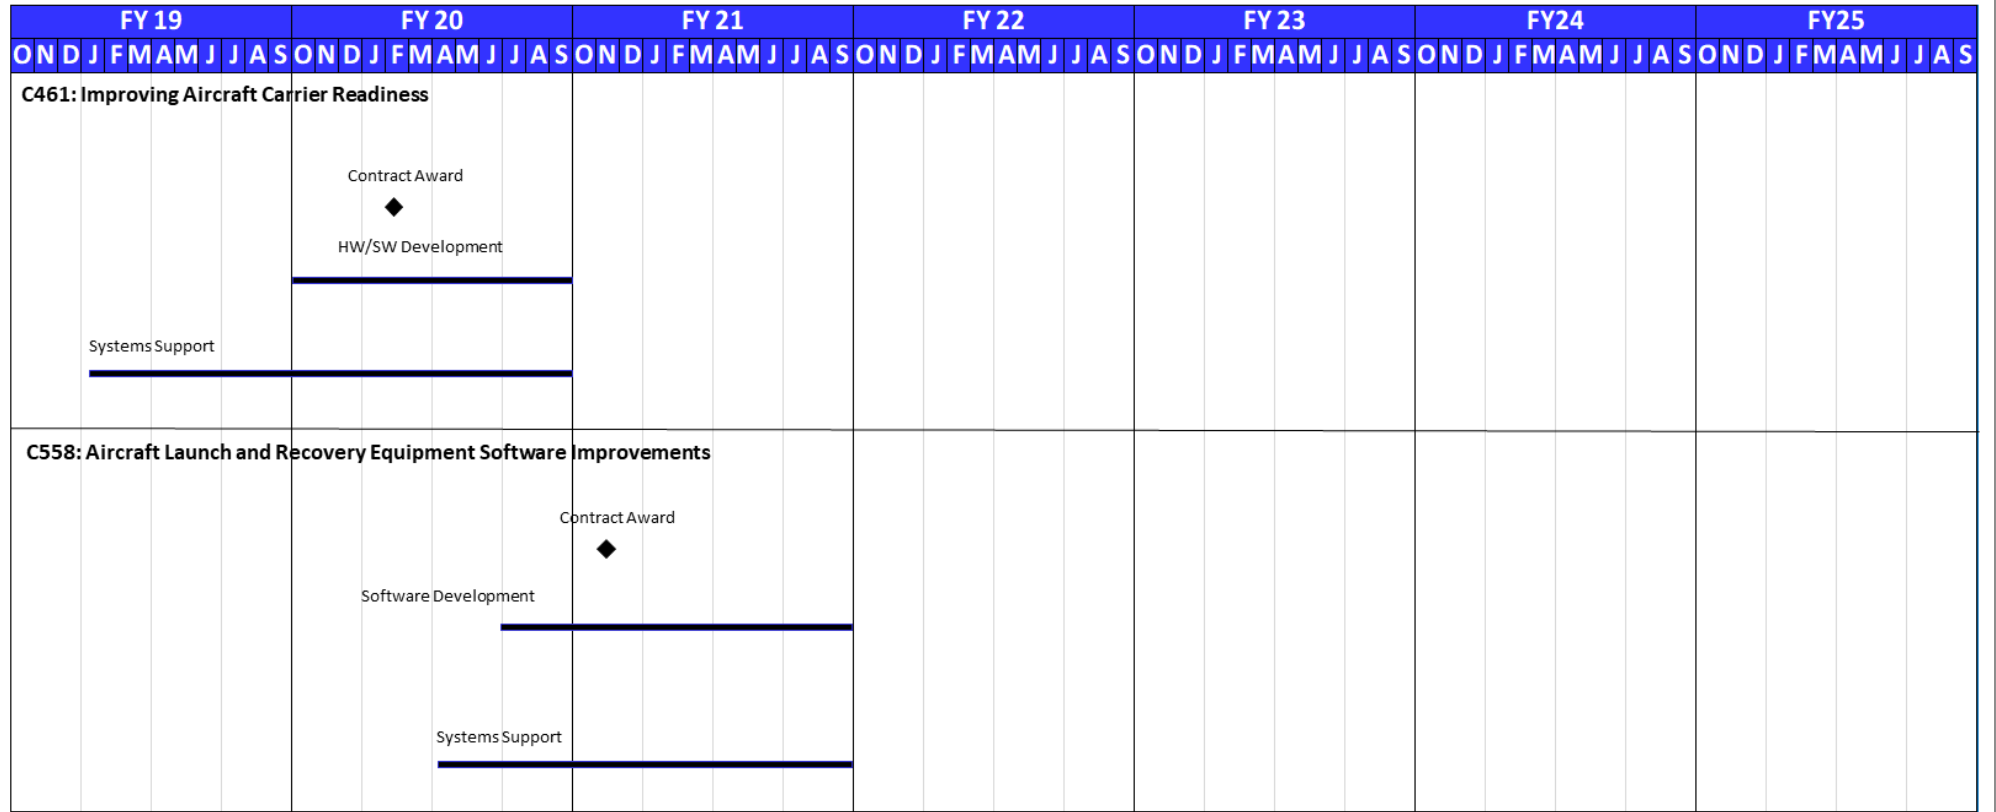 FY 19 FY 20 FY 21 FY 22 FY 23 FY24 FY25
O N D J F M A M J J A S O N D J F M A M J J A S O N D J F M A M J J A S O N D J F M A M J J A S O N D J F M A M J J A S O N D J F M A M J J A S O N D J F M A M J J A S
C461: Improving Aircraft Carrier Readiness
Contract Award
HW/SW Development
Systems Support
C558: Aircraft Launch and Recovery Equipment Software Improvements
Contract Award
Software Development
Systems Support